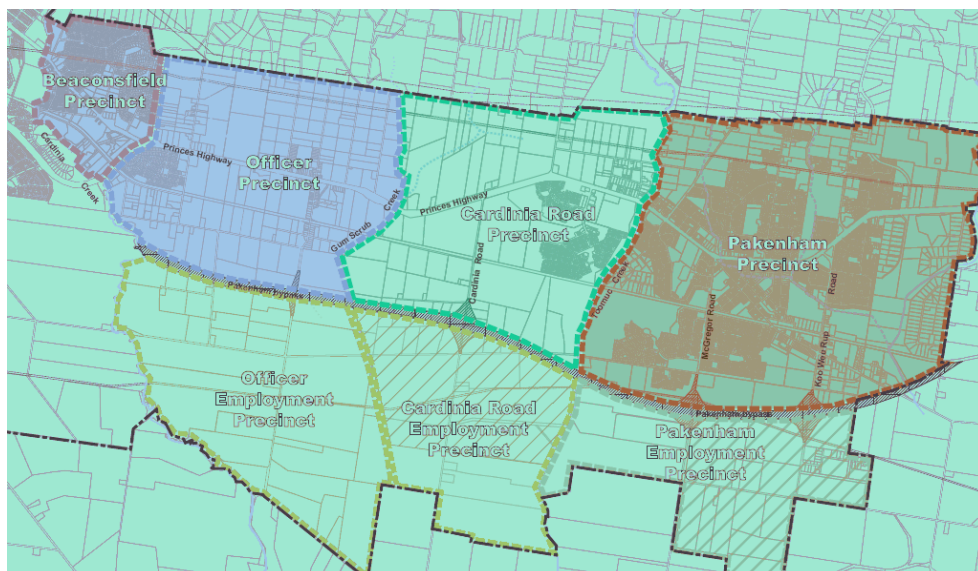 Beaconsfield
Precinct
Cardinia
Creek
Princes Highway
Officer
Precinct
Gum Scrub
Creek
Princes Highway
Cardinia Road
Precinct
Cardinia Road
Toomuc Creek
Pakenham
Precinct
McGregor Road
Koo Wee Rup
Road
Pakenham bypass
Officer
Employment
Precinct
Cardinia Road
Employment
Precinct
Pakenham bypass
Pakenham
Employment
Precinct